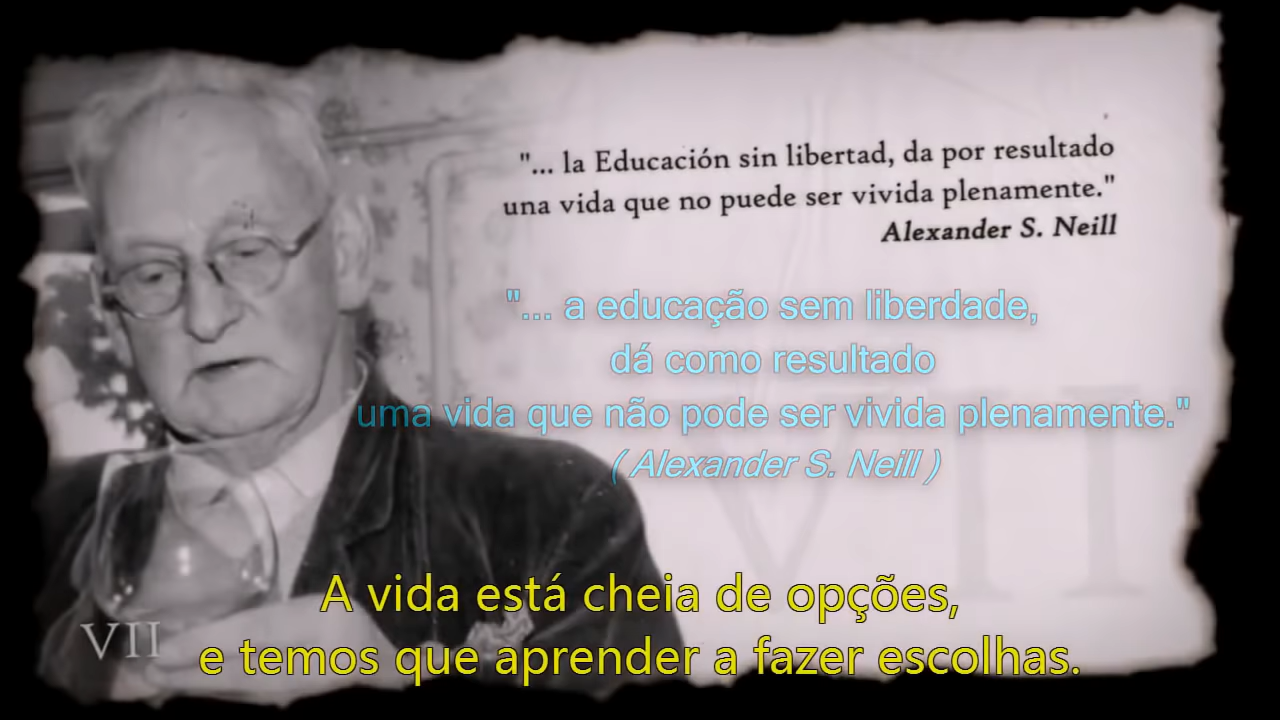 "... la Educación sin libertad, da por resultado
una vida que no puede ser vivida plenamente."
Alexander S. Neill
"... a educação sem liberdade,
dá como resultado
uma vida que não pode ser vivida plenamente."
( Alexander S. Neill )
VII
VII
A vida está cheia de opções,
e temos que aprender a fazer escolhas.